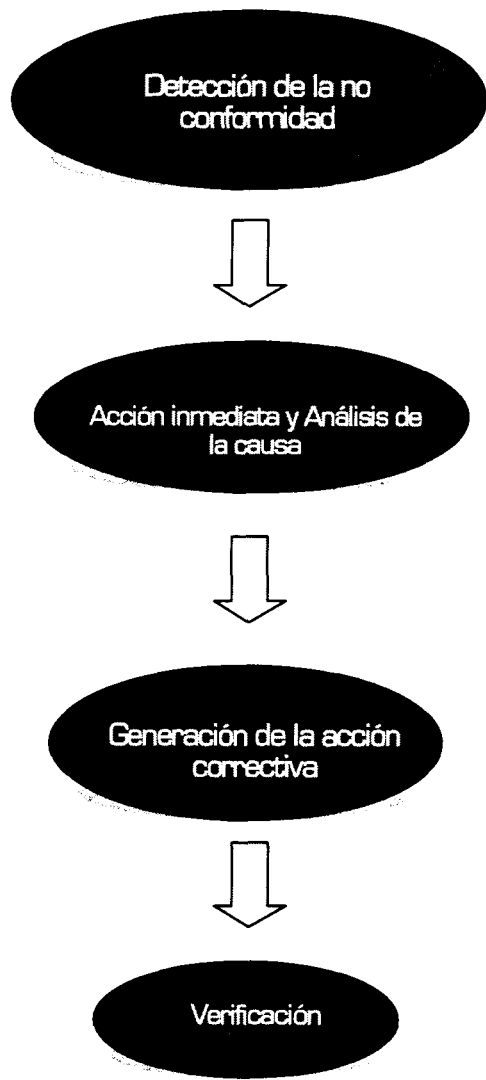 Detección de la no
conformidad
Acción inmediata y Análisis de
la causa
Generación de la acción
correctiva
Verificación